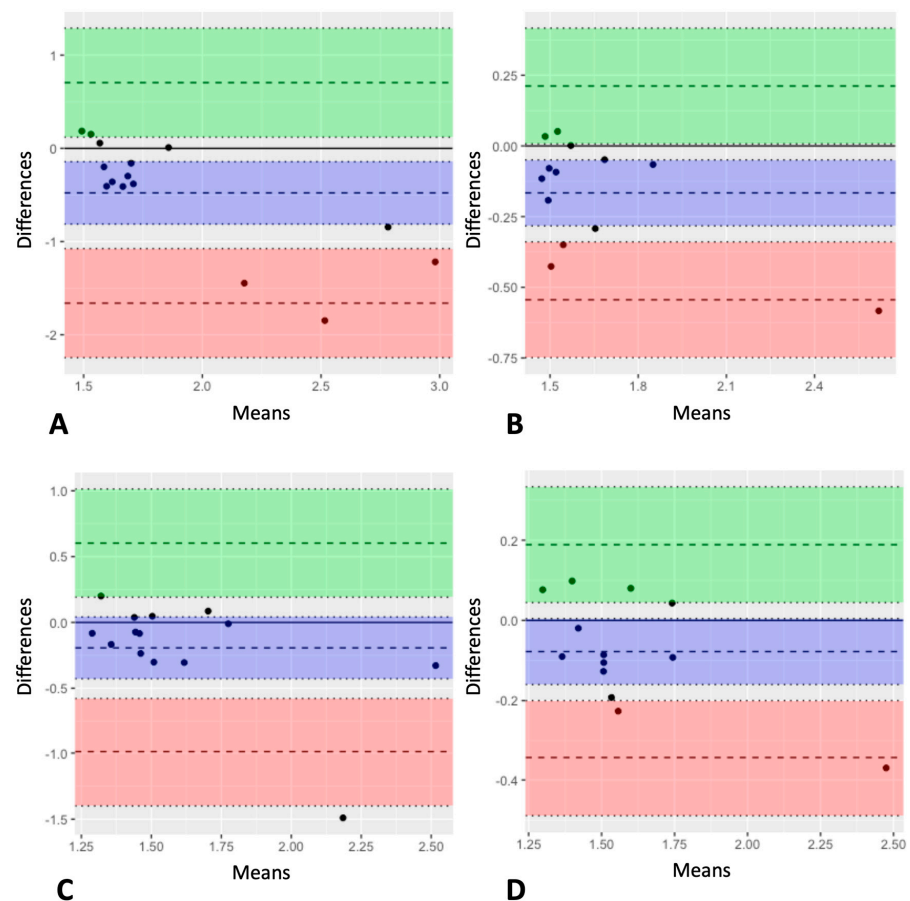 1
0
-1
-2
Differences
1.5 2.0 2.5 3.0
Means
A
0.25
0.00
-0.25
-0.50
-0.75
Differences
1.5 1.8 2.1 2.4
Means
B
1.0
0.5
0.0
-0.5
-1.0
-1.5
Differences
1.25 1.50 1.75 2.00 2.25 2.50
Means
C
0.2
0.0
-0.2
-0.4
Differences
1.25 1.50 1.75 2.00 2.25 2.50
Means
D